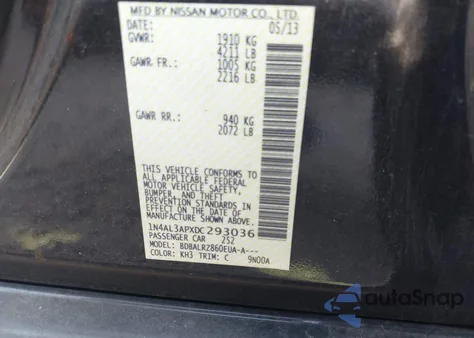 MFD BY NISSAN MOTOR CO., LTD.
DATE: 05/13
GVWR: 1910 KG
4211 LB
GAWR FR.: 1005 KG
2216 LB
GAWR RR.: 940 KG
2072 LB
THIS VEHICLE CONFORMS TO
ALL APPLICABLE FEDERAL
MOTOR VEHICLE SAFETY,
BUMPER, AND THEFT
PREVENTION STANDARDS IN
EFFECT ON THE DATE OF
MANUFACTURE SHOWN ABOVE.
1N4AL3APXDC293036
PASSENGER CAR 2S2
MODEL: BDBALRZ860EUA-A---
COLOR: KH3 TRIM: C 9N00A
autoSnap